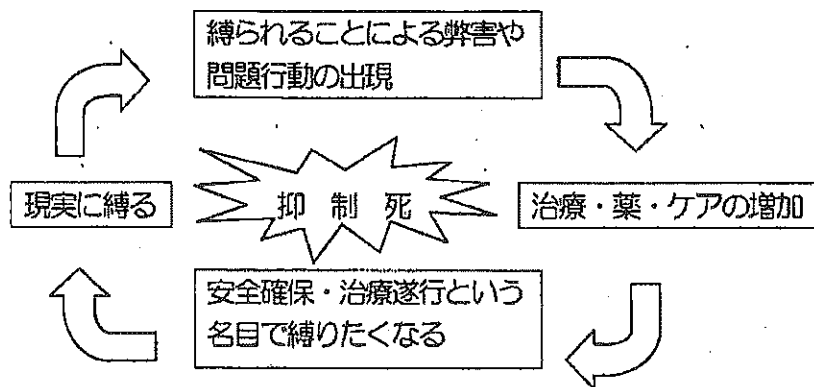 縛られることによる弊害や
問題行動の出現
現実に縛る
抑制死
治療・薬・ケアの増加
安全確保・治療遂行という
名目で縛りたくなる